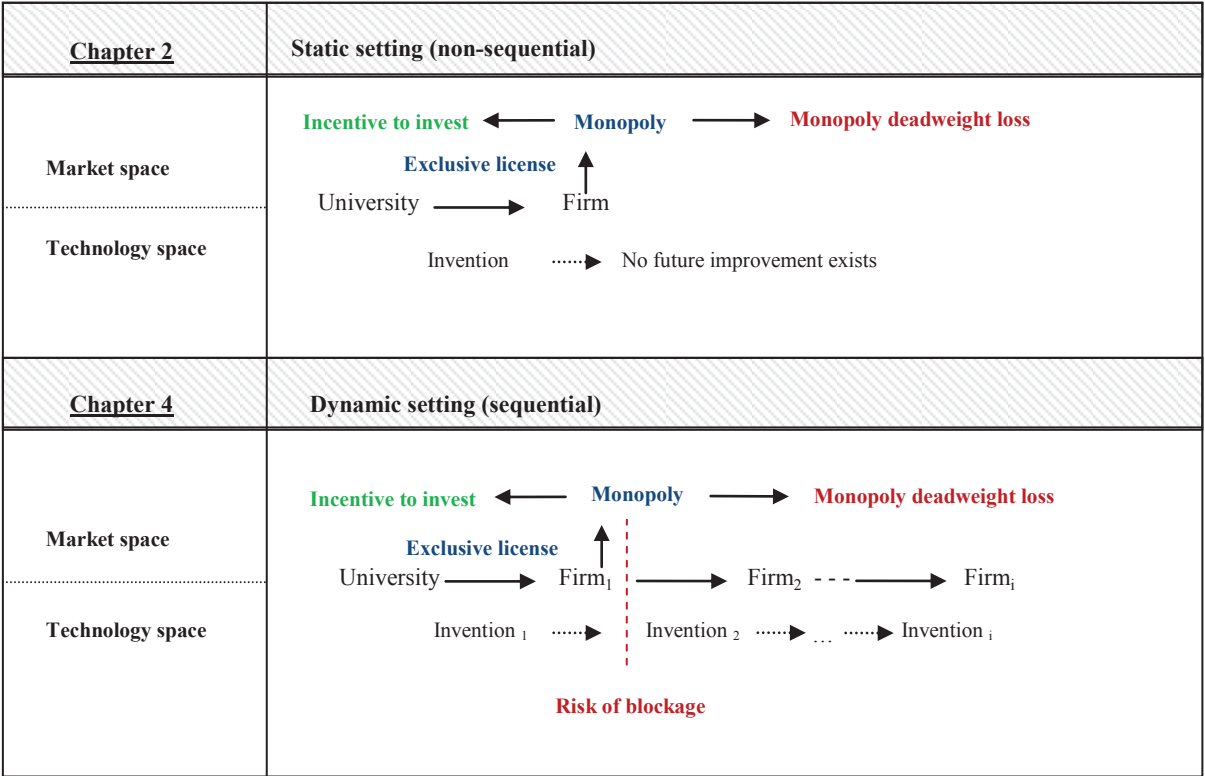 Chapter 2
Static setting (non-sequential)
Incentive to invest Monopoly Monopoly deadweight loss
Market space
Exclusive license
University Firm
Technology space
Invention No future improvement exists
Chapter 4
Dynamic setting (sequential)
Incentive to invest Monopoly Monopoly deadweight loss
Market space
Exclusive license
University Firm1 Firm2 - - - Firmi
Technology space
Invention 1 Invention 2 ... Invention i
Risk of blockage